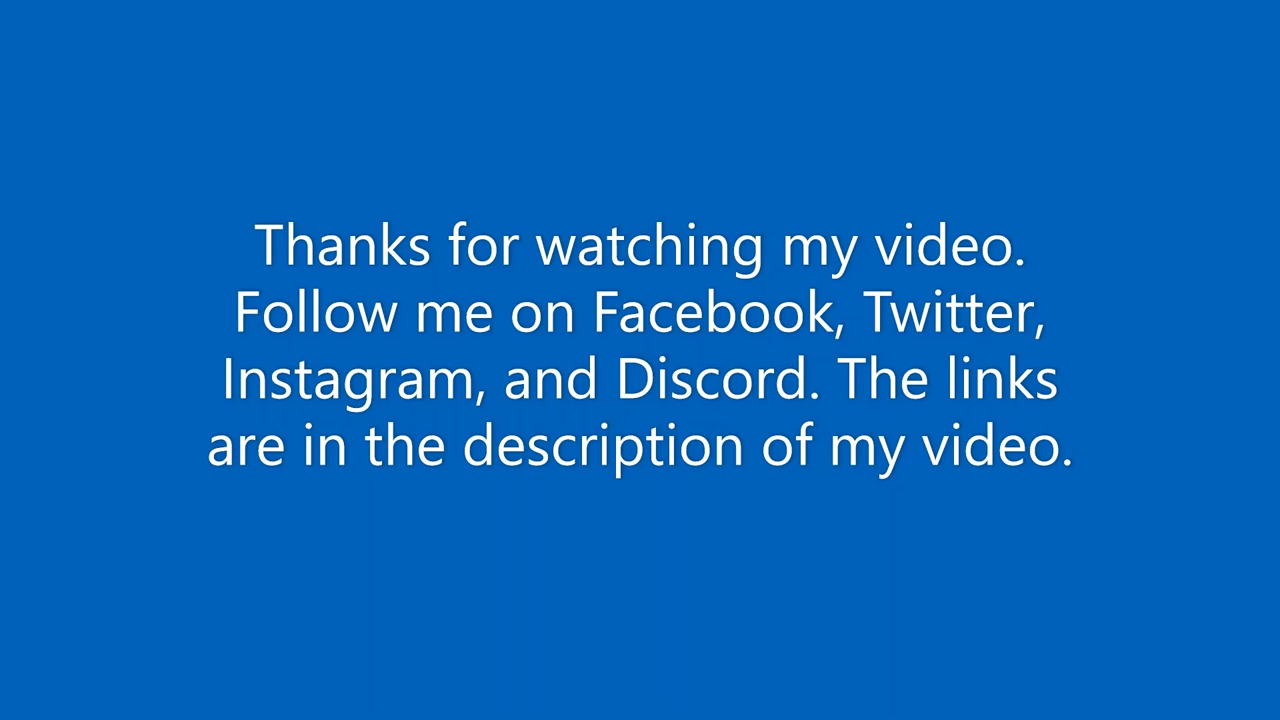 Thanks for watching my video.
Follow me on Facebook, Twitter,
Instagram, and Discord. The links
are in the description of my video.